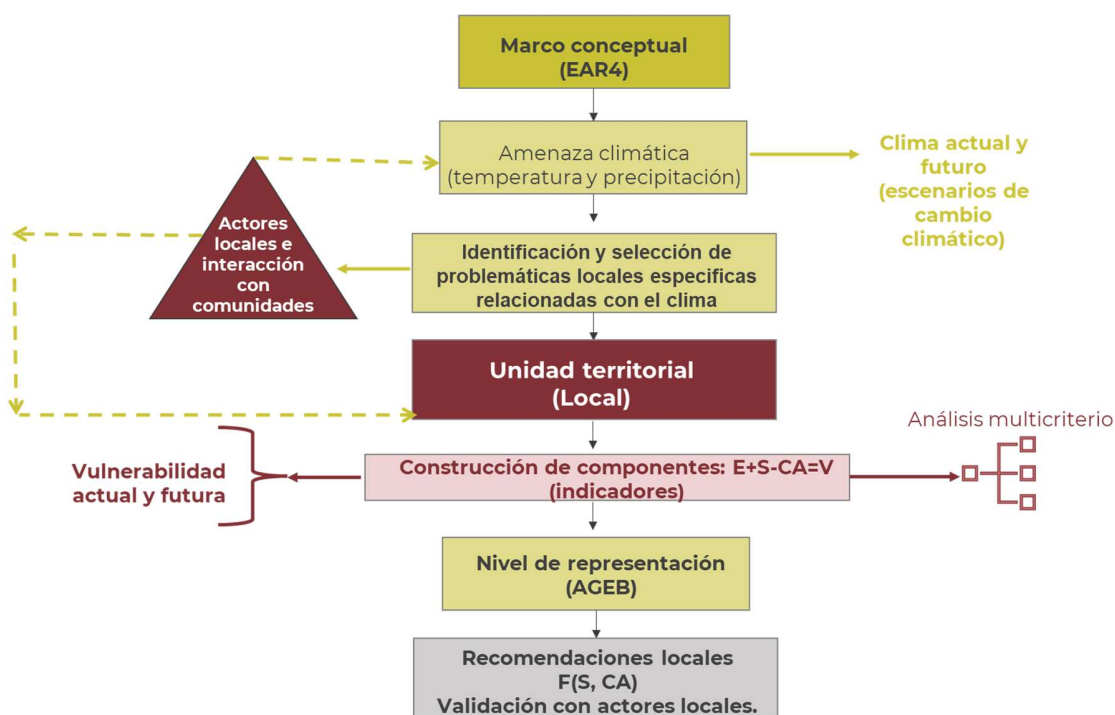 Marco conceptual
(EAR4)
Amenaza climática
(temperatura y precipitación)
Clima actual y
futuro
(escenarios de
cambio
climático)
Actores
locales e
interacción
con
comunidades
Identificación y selección de
problemáticas locales especificas
relacionadas con el clima
Unidad territorial
(Local)
Análisis multicriterio
Vulnerabilidad
actual y futura
Construcción de componentes: E+S-CA=V
(indicadores)
Nivel de representación
(AGEB)
Recomendaciones locales
F(S, CA)
Validación con actores locales.